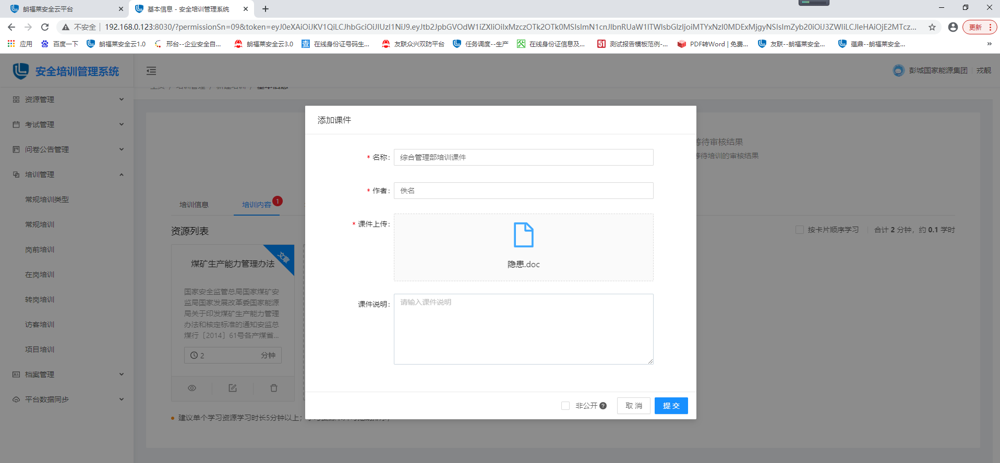 朗福莱安全云平台
基本信息 - 安全培训管理系统
不安全
192.168.0.123:8030/?permissionSn=09&token=eyJ0eXAiOiJKV1QiLCJhbGciOiJIUzI1NiJ9.eyJtb2JpbGVOdW1iZXIiOiIxMzczOTk2OTk0MSIsImN1cnJlbnRUaW1lTWlsbGlzIjoiMTYxNzI0MDExMjgyNSIsImZyb20iOiJ3ZWIiLCJleHAiOjE2MTcz...
更新
应用
百度一下
朗福莱安全云1.0
邢台--企业安全自...
朗福莱安全云3.0
在线身份证号码生...
友联众兴双防平台
任务调度--生产
在线身份证信息及...
测试报告模板范例-...
PDF转Word | 免费...
友联--朗福莱安全...
蕴鼎--朗福莱安全...
安全培训管理系统
彭城国家能源集团
戎靓
主页 / 培训管理 / 新建培训 / 基本信息
资源管理
考试管理
问卷公告管理
培训管理
常规培训类型
常规培训
岗前培训
在岗培训
转岗培训
访客培训
项目培训
档案管理
平台数据同步
等待审核结果
等待培训的审核结果
培训信息
培训内容
1
资源列表
按卡片顺序学习
合计 2 分钟，约 0.1 学时
文章
煤矿生产能力管理办法
国家安全监管总局国家煤矿安
监局国家发展改革委国家能源
局关于印发煤矿生产能力管理
办法和核定标准的通知安监总
煤行〔2014〕61号各产煤省...
2
分钟
建议单个学习资源学习时长5分钟以上；
添加课件
* 名称:
综合管理部培训课件
* 作者:
佚名
* 课件上传:
隐患.doc
课件说明:
请输入课件说明
非公开
取 消
提 交